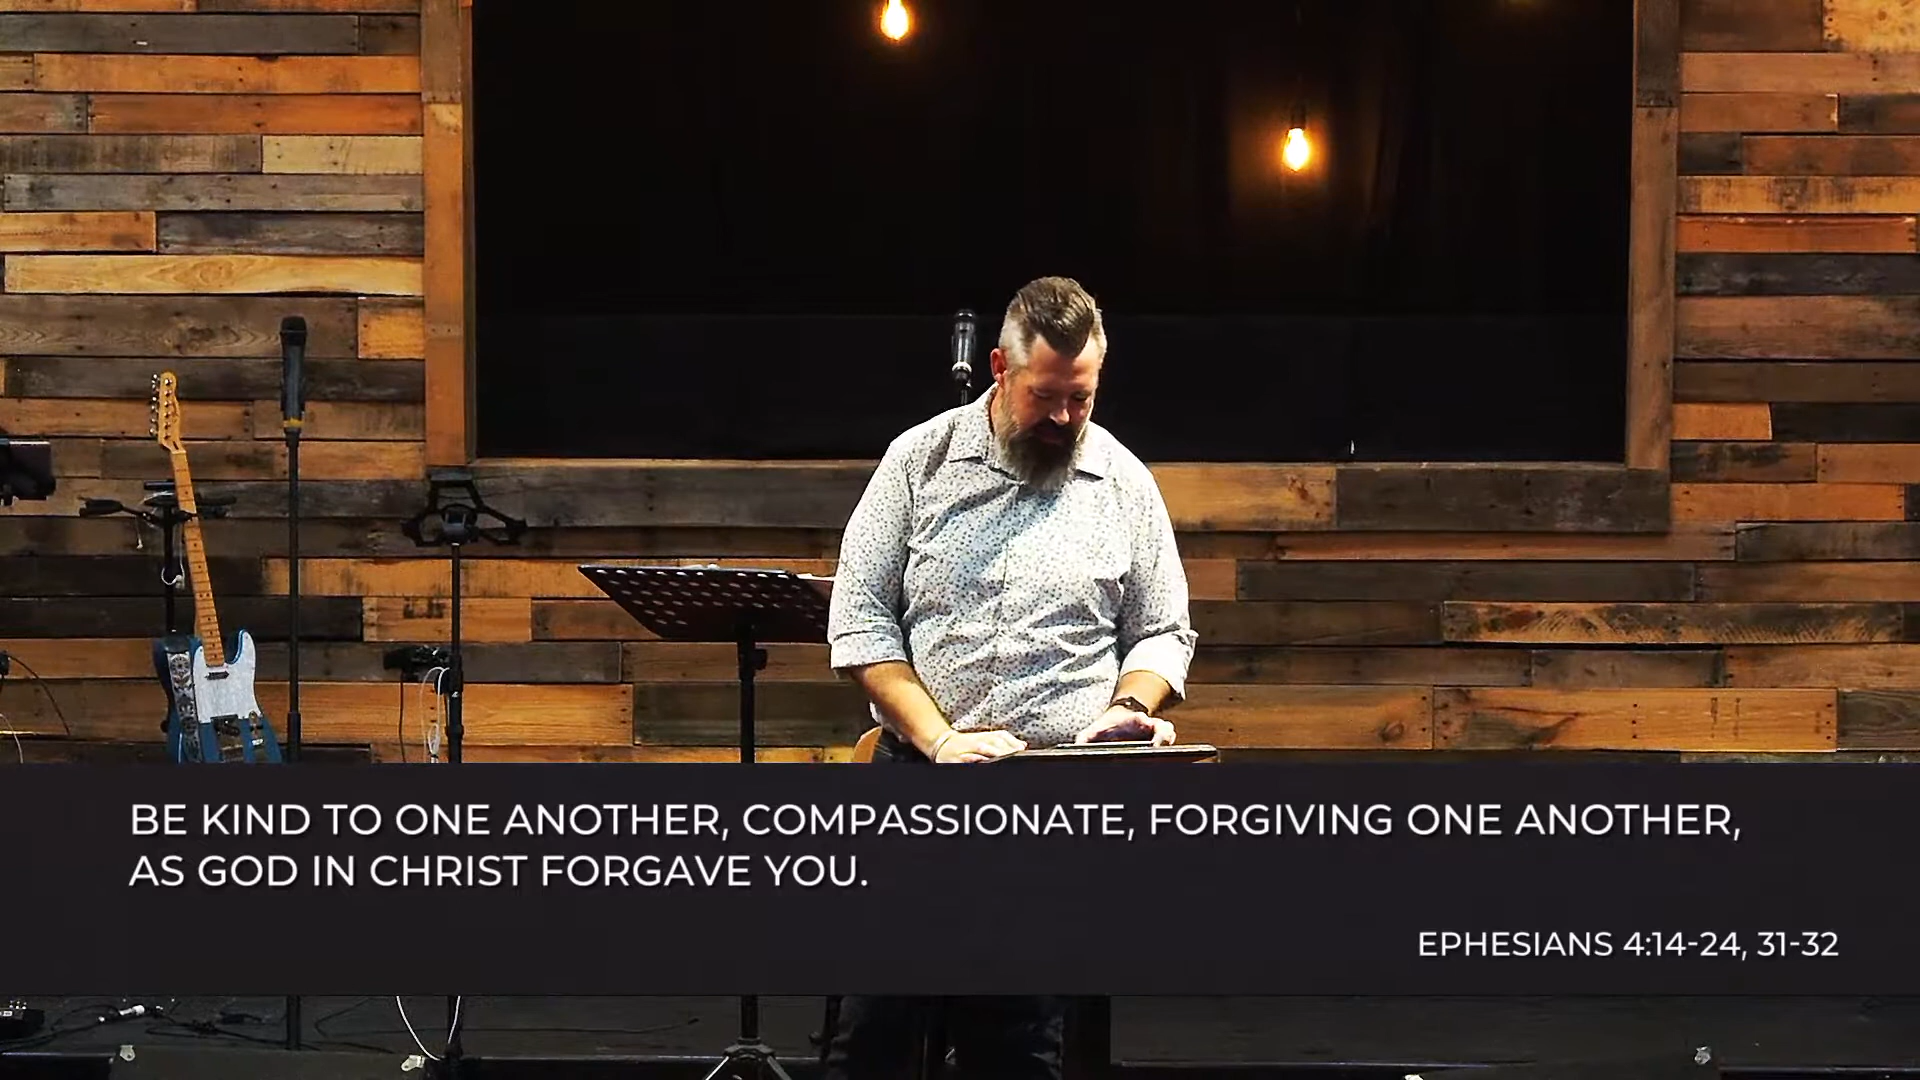 BE KIND TO ONE ANOTHER, COMPASSIONATE, FORGIVING ONE ANOTHER,
AS GOD IN CHRIST FORGAVE YOU.
EPHESIANS 4:14-24, 31-32